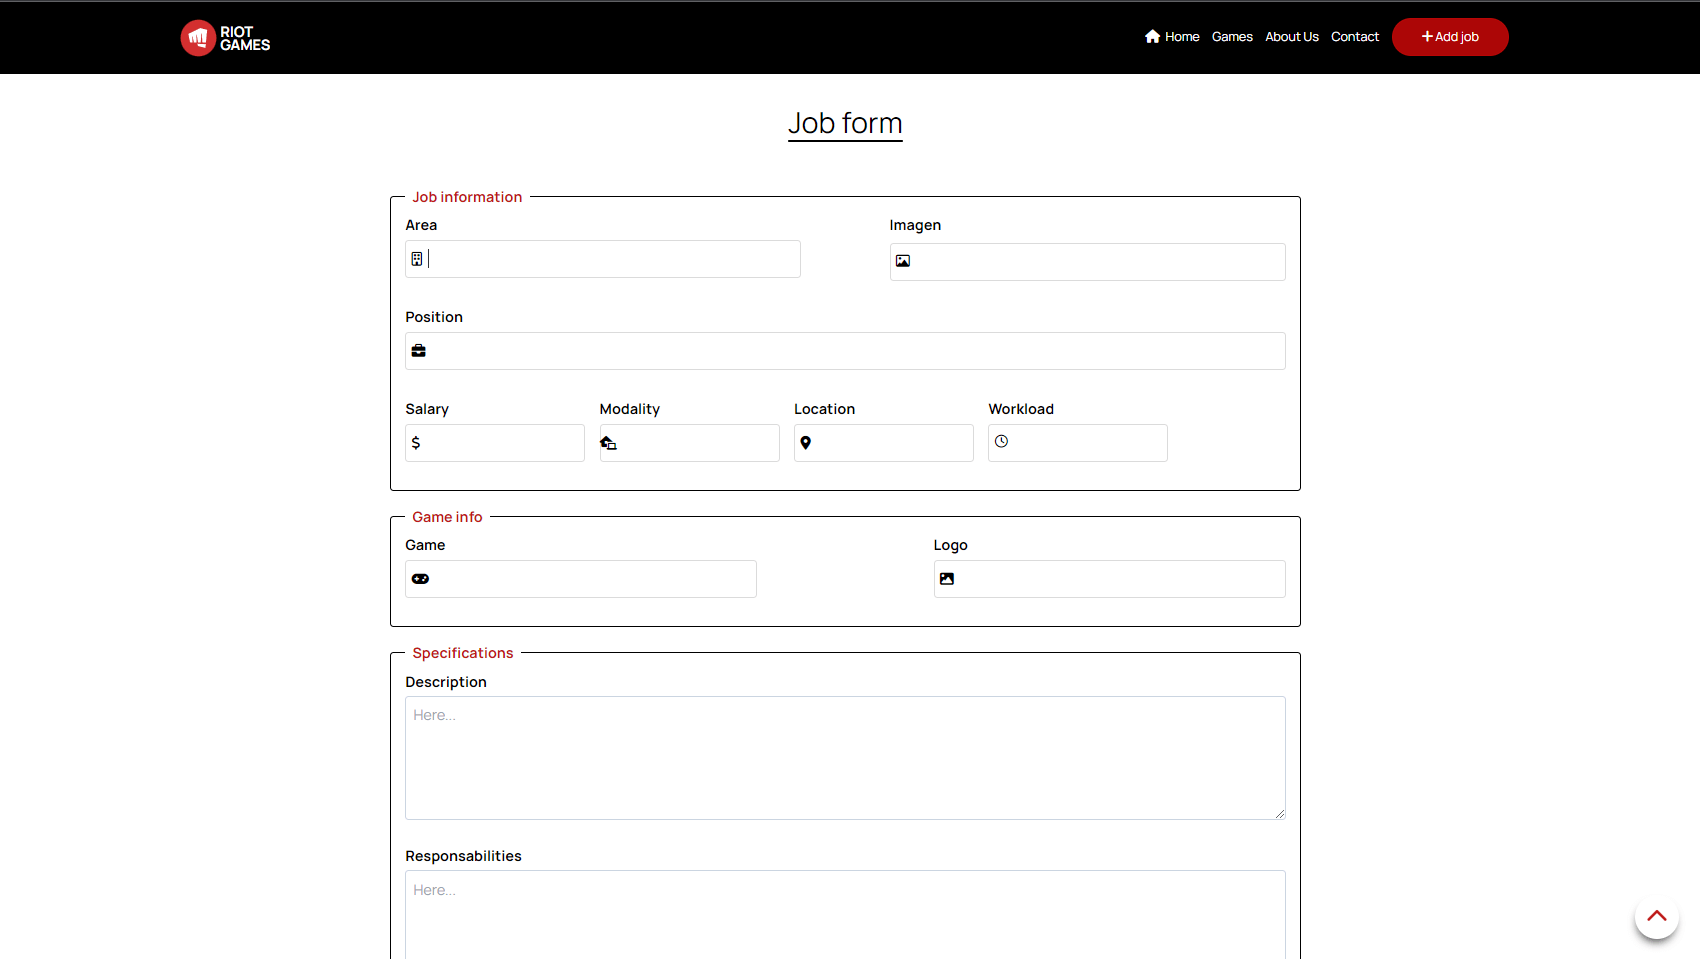 RIOT
GAMES
Home Games About Us Contact +Add job
Job form
Job information
Area Imagen
Position
Salary Modality Location Workload
$
Game info
Game Logo
Specifications
Description
Here...
Responsabilities
Here...